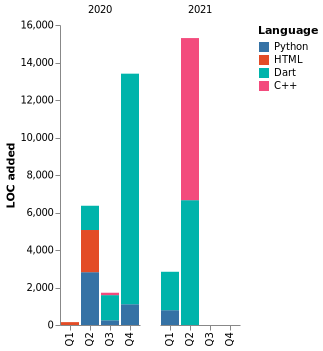 2020
2021
Language
Python
HTML
Dart
C++
LOC added
16,000
14,000
12,000
10,000
8,000
6,000
4,000
2,000
0
Q1
Q2
Q3
Q4
Q1
Q2
Q3
Q4